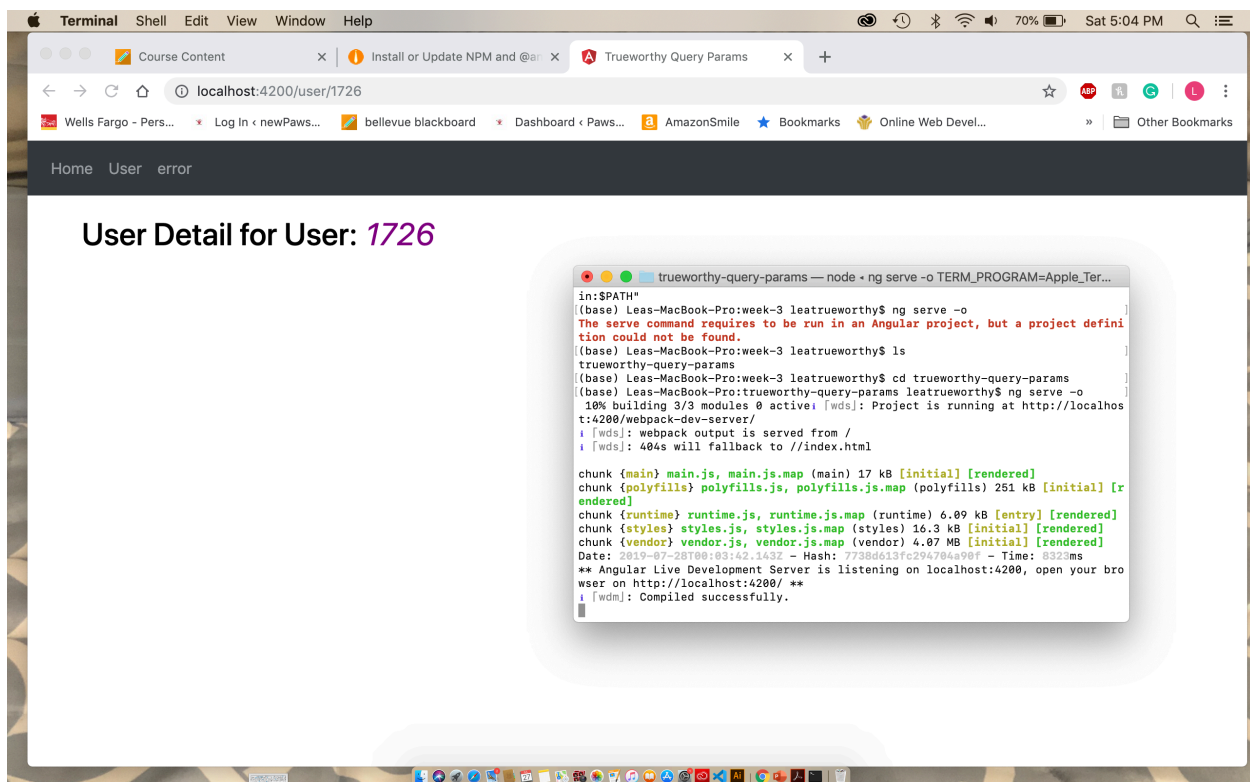 Terminal Shell Edit View Window Help 70% Sat 5:04 PM
Course Content × Install or Update NPM and @an × Trueworthy Query Params × +
localhost:4200/user/1726 ABP L
Wells Fargo - Pers... Log In ‹ newPaws... bellevue blackboard Dashboard ‹ Paws... AmazonSmile Bookmarks Online Web Devel... » Other Bookmarks
Home User error
User Detail for User: 1726
trueworthy-query-params — node ◂ ng serve -o TERM_PROGRAM=Apple_Ter...
in:$PATH"
[(base) Leas-MacBook-Pro:week-3 leatrueworthy$ ng serve -o ]
The serve command requires to be run in an Angular project, but a project defini
tion could not be found.
[(base) Leas-MacBook-Pro:week-3 leatrueworthy$ ls ]
trueworthy-query-params
[(base) Leas-MacBook-Pro:week-3 leatrueworthy$ cd trueworthy-query-params ]
[(base) Leas-MacBook-Pro:trueworthy-query-params leatrueworthy$ ng serve -o ]
10% building 3/3 modules 0 activeℹ ｢wds｣: Project is running at http://localhos
t:4200/webpack-dev-server/
ℹ ｢wds｣: webpack output is served from /
ℹ ｢wds｣: 404s will fallback to //index.html
chunk {main} main.js, main.js.map (main) 17 kB [initial] [rendered]
chunk {polyfills} polyfills.js, polyfills.js.map (polyfills) 251 kB [initial] [r
endered]
chunk {runtime} runtime.js, runtime.js.map (runtime) 6.09 kB [entry] [rendered]
chunk {styles} styles.js, styles.js.map (styles) 16.3 kB [initial] [rendered]
chunk {vendor} vendor.js, vendor.js.map (vendor) 4.07 MB [initial] [rendered]
Date: 2019-07-28T00:03:42.143Z - Hash: 7738d613fc294704a90f - Time: 8323ms
** Angular Live Development Server is listening on localhost:4200, open your bro
wser on http://localhost:4200/ **
ℹ ｢wdm｣: Compiled successfully.